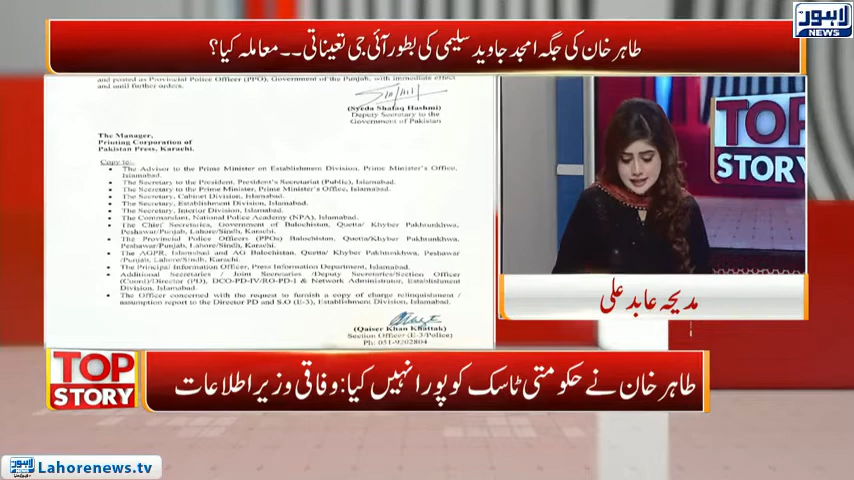 لاہور
NEWS
طاہر خان کی جگہ امجد جاوید سلیمی کی بطور آئی جی تعیناتی۔۔معاملہ کیا؟
and posted as Provincial Police Officer (PPO), Government of the Punjab, with immediate effect
and until further orders.
(Syeda Shafaq Hashmi)
Deputy Secretary to the
Government of Pakistan
The Manager,
Printing Corporation of
Pakistan Press, Karachi.
Copy to:-
• The Advisor to the Prime Minister on Establishment Division, Prime Minister's Office,
Islamabad.
• The Secretary to the President, President's Secretariat (Public), Islamabad.
• The Secretary to the Prime Minister, Prime Minister's Office, Islamabad.
• The Secretary, Cabinet Division, Islamabad.
• The Secretary, Establishment Division, Islamabad.
• The Secretary, Interior Division, Islamabad.
• The Commandant, National Police Academy (NPA), Islamabad.
• The Chief Secretaries, Government of Balochistan, Quetta/ Khyber Pakhtunkhwa,
Peshawar/Punjab, Lahore/Sindh, Karachi.
• The Provincial Police Officers (PPOs) Balochistan, Quetta/Khyber Pakhtunkhwa,
Peshawar/Punjab, Lahore/Sindh, Karachi.
• The AGPR, Islamabad and AG Balochistan, Quetta/ Khyber Pakhtunkhwa, Peshawar
/Punjab, Lahore/Sindh, Karachi.
• The Principal Information Officer, Press Information Department, Islamabad.
• Additional Secretaries / Joint Secretaries /Deputy Secretaries/Section Officer
(Coord)/Director (PD), DCO-PD-IV/RO-PD-I & Network Administrator, Establishment
Division, Islamabad.
• The Officer concerned with the request to furnish a copy of charge relinquishment /
assumption report to the Director PD and S.O (E-3), Establishment Division, Islamabad.
(Qaiser Khan Khattak)
Section Officer (E-3/Police)
Ph: 051-9202804
TOP
STORY
مدیحہ عابد علی
TOP
STORY
طاہر خان نے حکومتی ٹاسک کو پورا نہیں کیا: وفاقی وزیر اطلاعات
لاہور
Lahorenews.tv